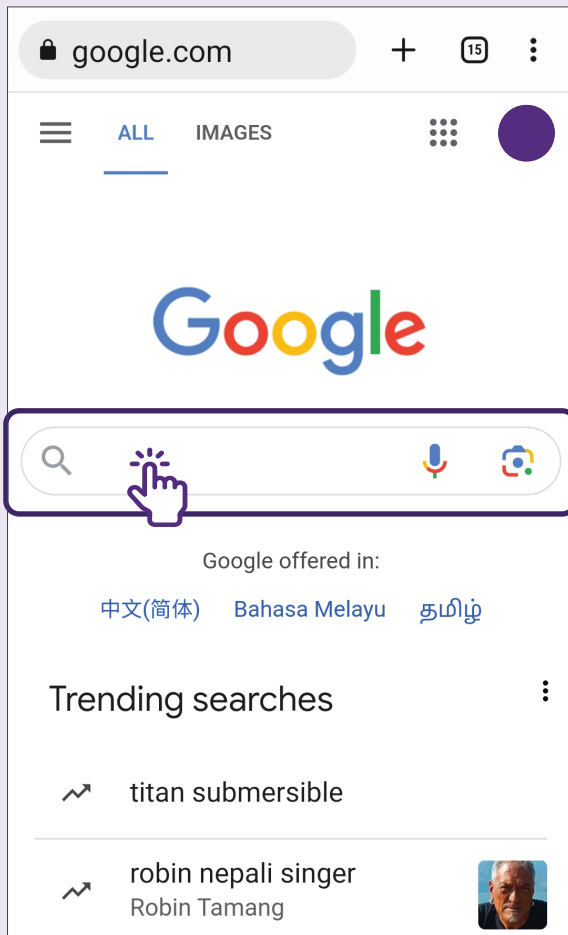 google.com
15
ALL IMAGES
Google
Google offered in:
中文(简体) Bahasa Melayu தமிழ்
Trending searches
titan submersible
robin nepali singer
Robin Tamang